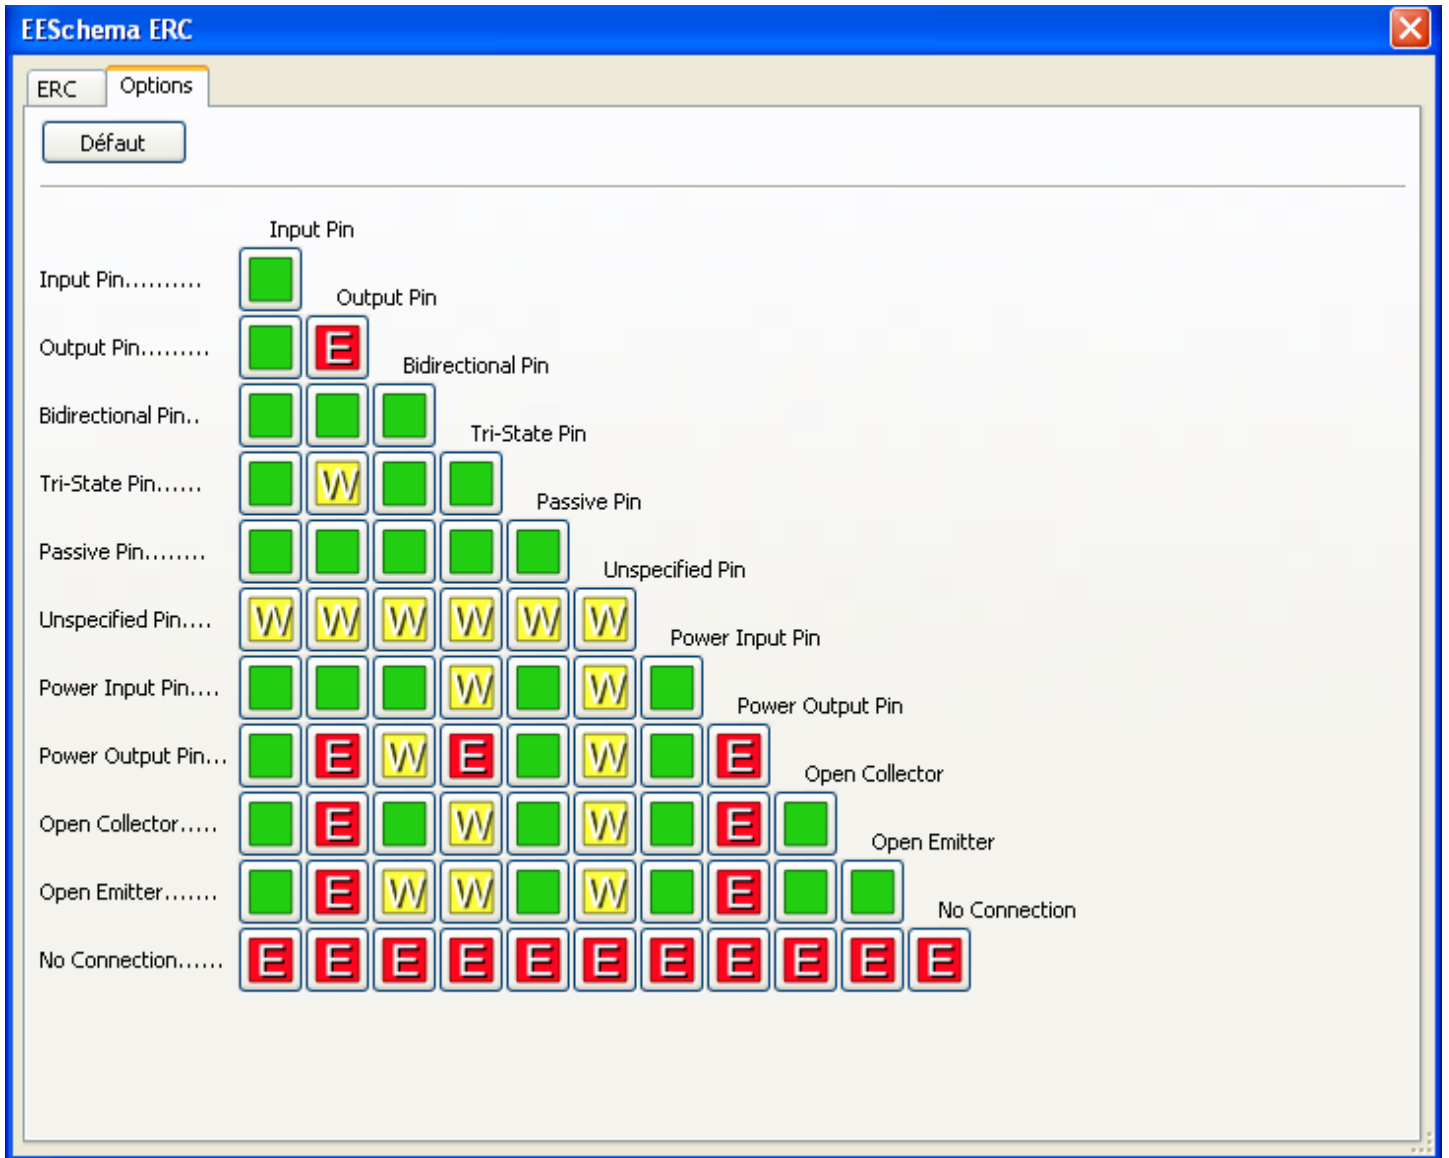 EESchema ERC
ERC Options
Défaut
Input Pin
Input Pin..........
Output Pin
Output Pin......... E
Bidirectional Pin
Bidirectional Pin..
Tri-State Pin
Tri-State Pin...... W
Passive Pin
Passive Pin........
Unspecified Pin
Unspecified Pin.... W W W W W W
Power Input Pin
Power Input Pin.... W W
Power Output Pin
Power Output Pin... E W E W E
Open Collector
Open Collector..... E W W E
Open Emitter
Open Emitter....... E W W W E
No Connection
No Connection...... E E E E E E E E E E E